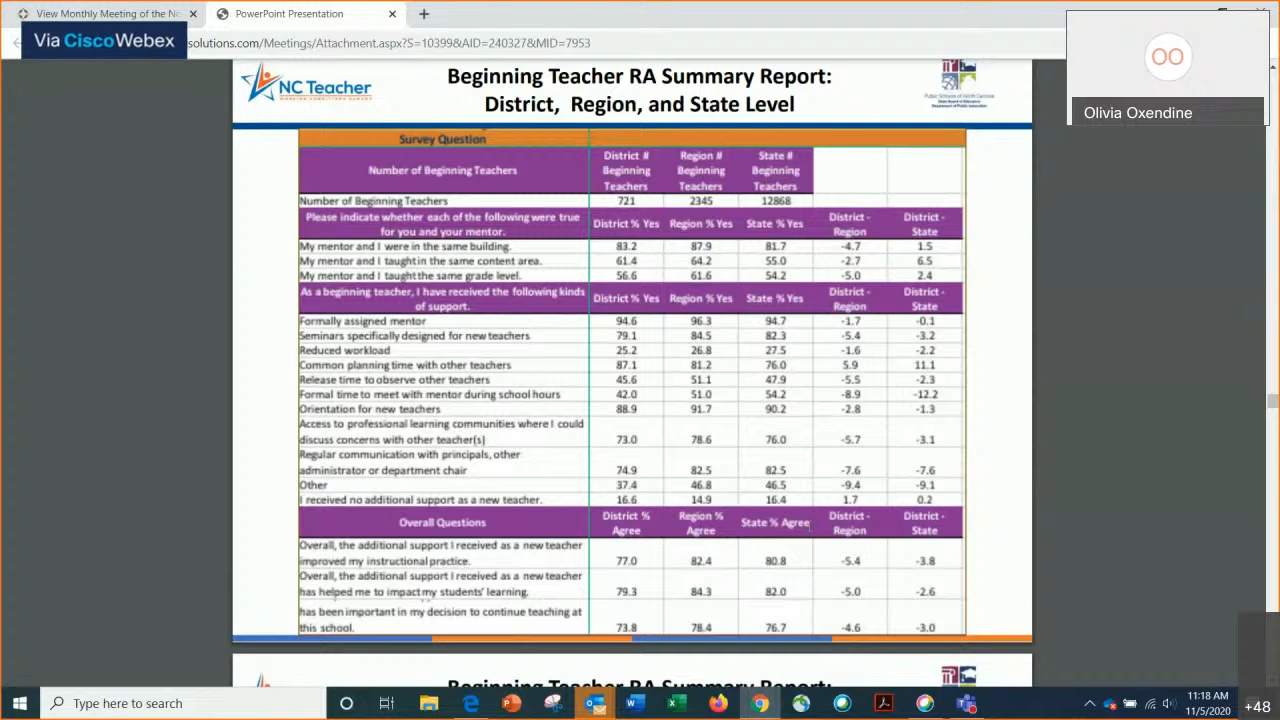 View Monthly Meeting of the No
PowerPoint Presentation
Via CiscoWebex
solutions.com/Meetings/Attachment.aspx?S=10399&AID=240327&MID=7953
OO
Olivia Oxendine
NC Teacher
Beginning Teacher RA Summary Report:
District, Region, and State Level
Public Schools of North Carolina
State Board of Education
Department of Public Instruction
Survey Question
Number of Beginning Teachers District # Beginning Teachers Region # Beginning Teachers State # Beginning Teachers
Number of Beginning Teachers 721 2345 12868
Please indicate whether each of the following were true for you and your mentor. District % Yes Region % Yes State % Yes District - Region District - State
My mentor and I were in the same building. 83.2 87.9 81.7 -4.7 1.5
My mentor and I taught in the same content area. 61.4 64.2 55.0 -2.7 6.5
My mentor and I taught the same grade level. 56.6 61.6 54.2 -5.0 2.4
As a beginning teacher, I have received the following kinds of support. District % Yes Region % Yes State % Yes District - Region District - State
Formally assigned mentor 94.6 96.3 94.7 -1.7 -0.1
Seminars specifically designed for new teachers 79.1 84.5 82.3 -5.4 -3.2
Reduced workload 25.2 26.8 27.5 -1.6 -2.2
Common planning time with other teachers 87.1 81.2 76.0 5.9 11.1
Release time to observe other teachers 45.6 51.1 47.9 -5.5 -2.3
Formal time to meet with mentor during school hours 42.0 51.0 54.2 -8.9 -12.2
Orientation for new teachers 88.9 91.7 90.2 -2.8 -1.3
Access to professional learning communities where I could
discuss concerns with other teacher(s) 73.0 78.6 76.0 -5.7 -3.1
Regular communication with principals, other
administrator or department chair 74.9 82.5 82.5 -7.6 -7.6
Other 37.4 46.8 46.5 -9.4 -9.1
I received no additional support as a new teacher. 16.6 14.9 16.4 1.7 0.2
Overall Questions District % Agree Region % Agree State % Agree District - Region District - State
Overall, the additional support I received as a new teacher
improved my instructional practice. 77.0 82.4 80.8 -5.4 -3.8
Overall, the additional support I received as a new teacher
has helped me to impact my students' learning. 79.3 84.3 82.0 -5.0 -2.6
has been important in my decision to continue teaching at
this school. 73.8 78.4 76.7 -4.6 -3.0
Beginning Teacher RA Summary Report:
Type here to search
11:18 AM
11/5/2020
+48